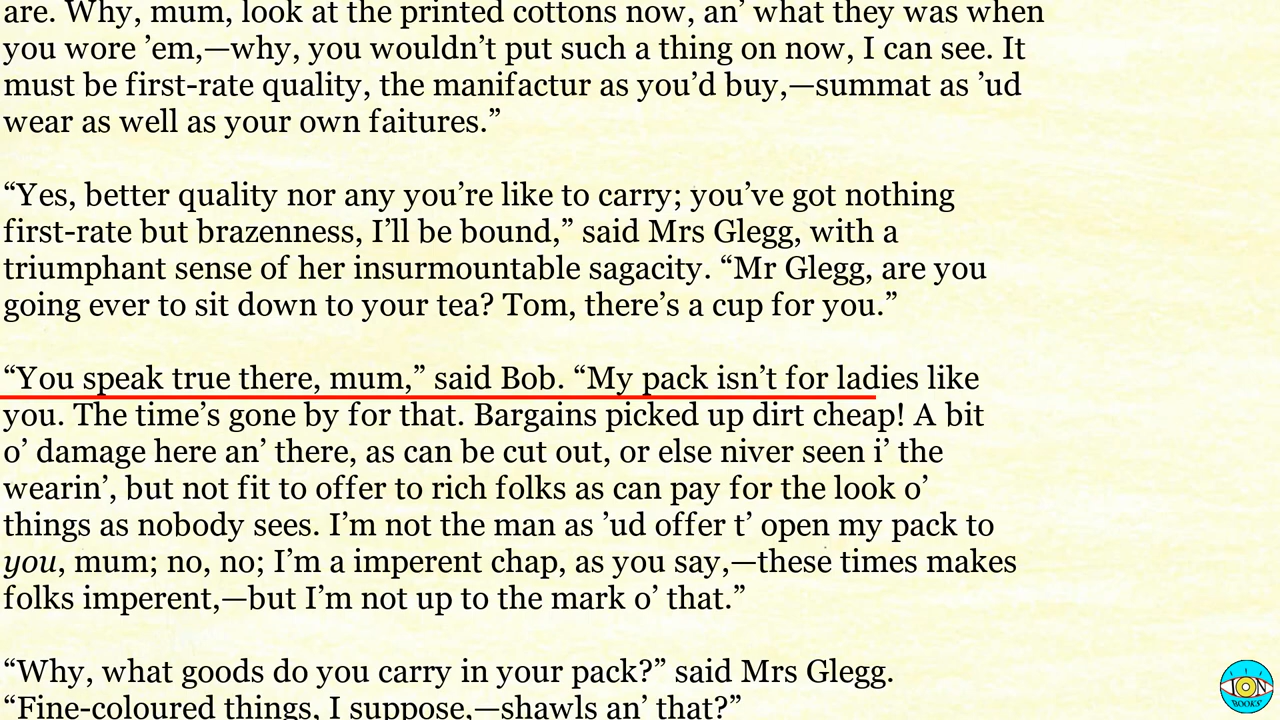 are. Why, mum, look at the printed cottons now, an’ what they was when
you wore ’em,—why, you wouldn’t put such a thing on now, I can see. It
must be first-rate quality, the manifactur as you’d buy,—summat as ’ud
wear as well as your own faitures.”
“Yes, better quality nor any you’re like to carry; you’ve got nothing
first-rate but brazenness, I’ll be bound,” said Mrs Glegg, with a
triumphant sense of her insurmountable sagacity. “Mr Glegg, are you
going ever to sit down to your tea? Tom, there’s a cup for you.”
“You speak true there, mum,” said Bob. “My pack isn’t for ladies like
you. The time’s gone by for that. Bargains picked up dirt cheap! A bit
o’ damage here an’ there, as can be cut out, or else niver seen i’ the
wearin’, but not fit to offer to rich folks as can pay for the look o’
things as nobody sees. I’m not the man as ’ud offer t’ open my pack to
you, mum; no, no; I’m a imperent chap, as you say,—these times makes
folks imperent,—but I’m not up to the mark o’ that.”
“Why, what goods do you carry in your pack?” said Mrs Glegg.
“Fine-coloured things, I suppose,—shawls an’ that?”
ION
BOOKS